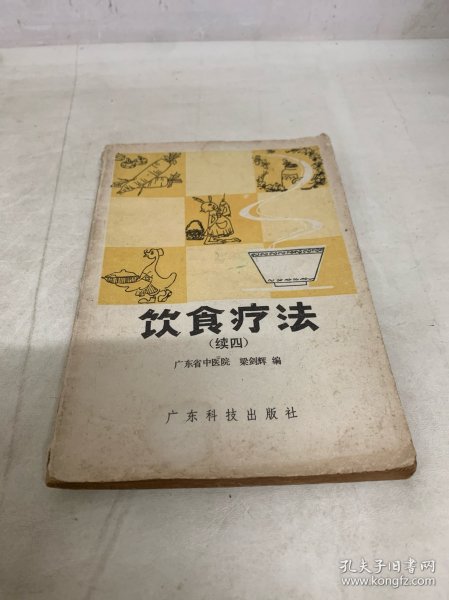 饮食疗法
(续四)
广东省中医院 梁剑辉 编
广东科技出版社
孔夫子旧书网
www.kongfz.com